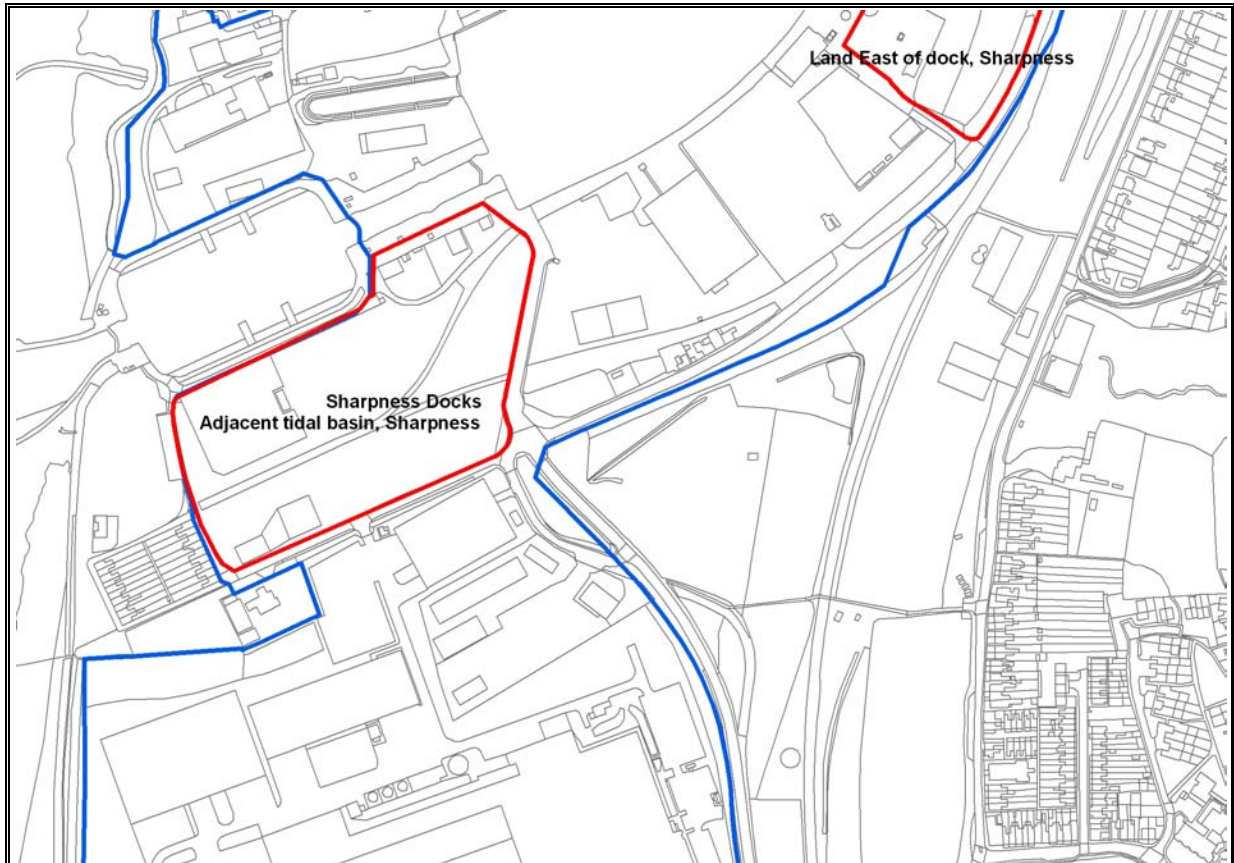 Land East of dock, Sharpness
Sharpness Docks
Adjacent tidal basin, Sharpness